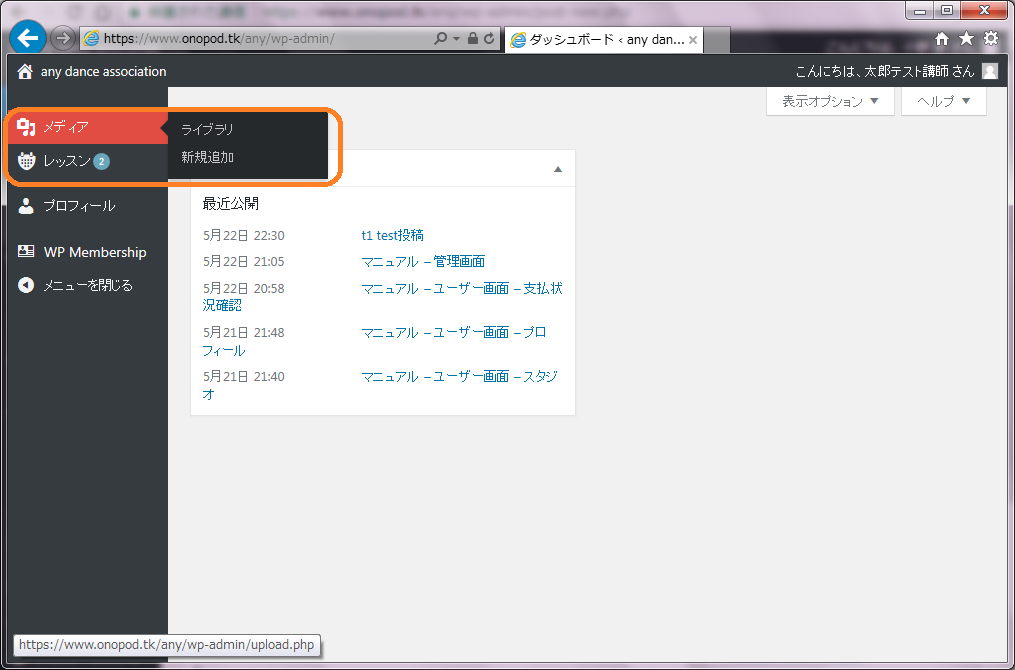 https://www.onopod.tk/any/wp-admin/
ダッシュボード ‹ any dan...
any dance association
こんにちは、太郎テスト講師 さん
表示オプション ▼
ヘルプ ▼
メディア
ライブラリ
新規追加
レッスン 2
プロフィール
WP Membership
メニューを閉じる
最近公開
5月22日 22:30 t1 test投稿
5月22日 21:05 マニュアル – 管理画面
5月22日 20:58 マニュアル – ユーザー画面 – 支払状
況確認
5月21日 21:48 マニュアル – ユーザー画面 – プロ
フィール
5月21日 21:40 マニュアル – ユーザー画面 – スタジ
オ
https://www.onopod.tk/any/wp-admin/upload.php